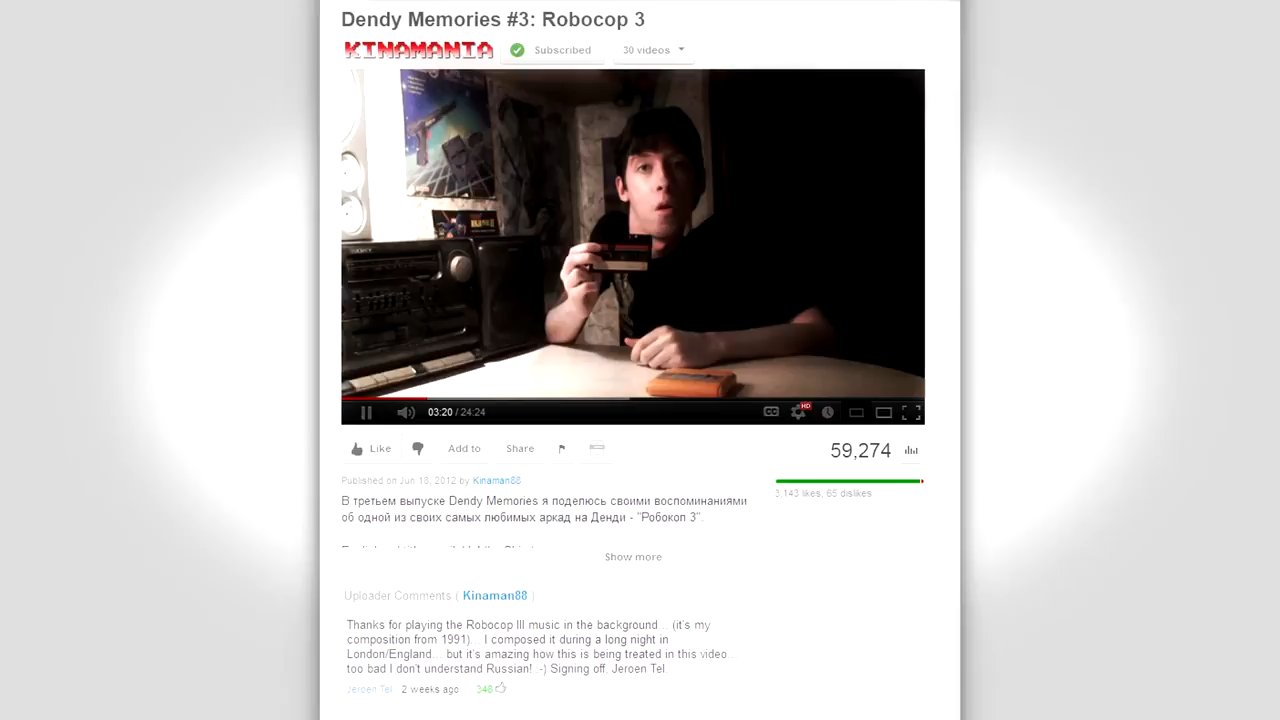 Dendy Memories #3: Robocop 3
KINAMANIA
Subscribed
30 videos
03:20 / 24:24
CC
HD
Like
Add to
Share
59,274
Published on Jun 18, 2012 by Kinaman88
3,143 likes, 65 dislikes
В третьем выпуске Dendy Memories я поделюсь своими воспоминаниями
об одной из своих самых любимых аркад на Денди - "Робокоп 3".
Show more
Uploader Comments ( Kinaman88 )
Thanks for playing the Robocop III music in the background... (it's my
composition from 1991)... I composed it during a long night in
London/England... but it's amazing how this is being treated in this video...
too bad I don't understand Russian! :-) Signing off. Jeroen Tel
Jeroen Tel 2 weeks ago 348